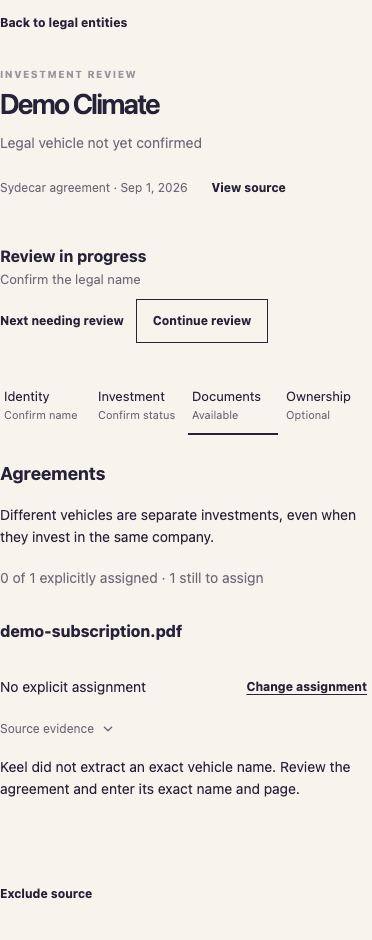 Back to legal entities
INVESTMENT REVIEW
Demo Climate
Legal vehicle not yet confirmed
Sydecar agreement · Sep 1, 2026 View source
Review in progress
Confirm the legal name
Next needing review Continue review
Identity Investment Documents Ownership
Confirm name Confirm status Available Optional
Agreements
Different vehicles are separate investments, even when
they invest in the same company.
0 of 1 explicitly assigned · 1 still to assign
demo-subscription.pdf
No explicit assignment Change assignment
Source evidence
Keel did not extract an exact vehicle name. Review the
agreement and enter its exact name and page.
Exclude source